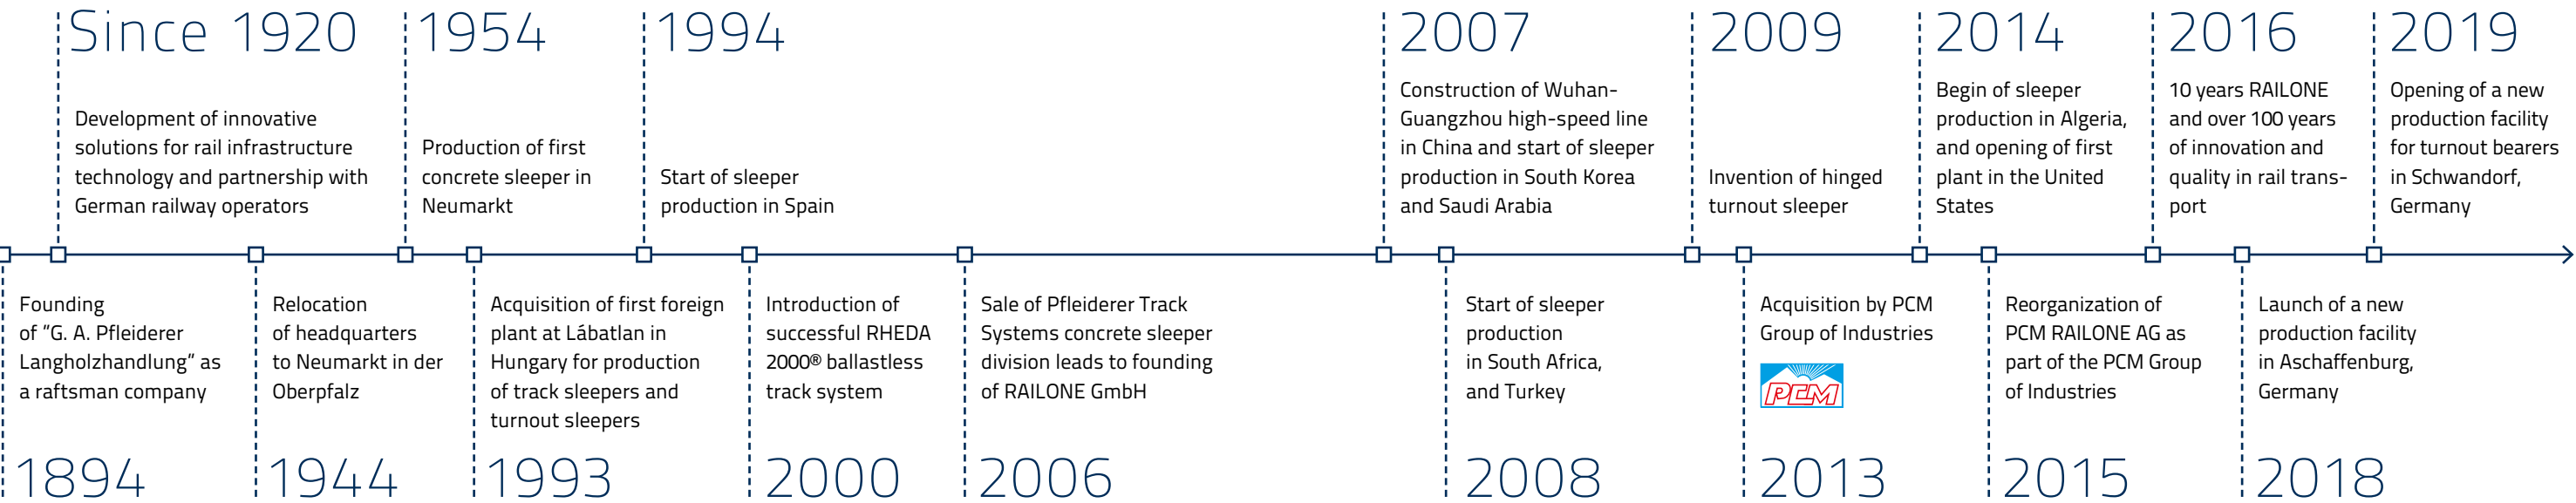 Since 1920
Development of innovative
solutions for rail infrastructure
technology and partnership with
German railway operators
1954
Production of first
concrete sleeper in
Neumarkt
1994
Start of sleeper
production in Spain
2007
Construction of Wuhan-
Guangzhou high-speed line
in China and start of sleeper
production in South Korea
and Saudi Arabia
2009
Invention of hinged
turnout sleeper
2014
Begin of sleeper
production in Algeria,
and opening of first
plant in the United
States
2016
10 years RAILONE
and over 100 years
of innovation and
quality in rail trans-
port
2019
Opening of a new
production facility
for turnout bearers
in Schwandorf,
Germany
Founding
of “G. A. Pfleiderer
Langholzhandlung” as
a raftsman company
1894
Relocation
of headquarters
to Neumarkt in der
Oberpfalz
1944
Acquisition of first foreign
plant at Lábatlan in
Hungary for production
of track sleepers and
turnout sleepers
1993
Introduction of
successful RHEDA
2000® ballastless
track system
2000
Sale of Pfleiderer Track
Systems concrete sleeper
division leads to founding
of RAILONE GmbH
2006
Start of sleeper
production
in South Africa,
and Turkey
2008
Acquisition by PCM
Group of Industries
PCM
2013
Reorganization of
PCM RAILONE AG as
part of the PCM Group
of Industries
2015
Launch of a new
production facility
in Aschaffenburg,
Germany
2018